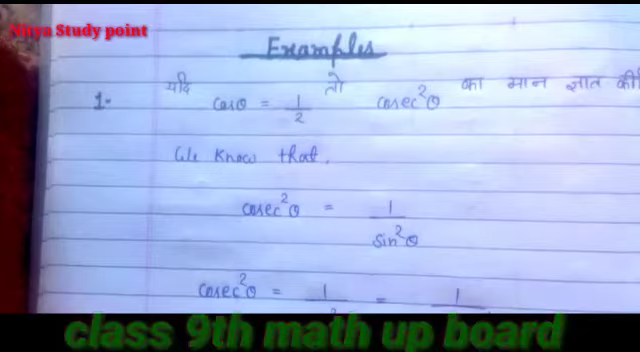 Nitya Study point
Examples
1. यदि cosθ = 1/2 तो cosec²θ का मान ज्ञात
We know that,
cosec²θ = 1/sin²θ
cosec²θ = 1 = 1
class 9th math up board